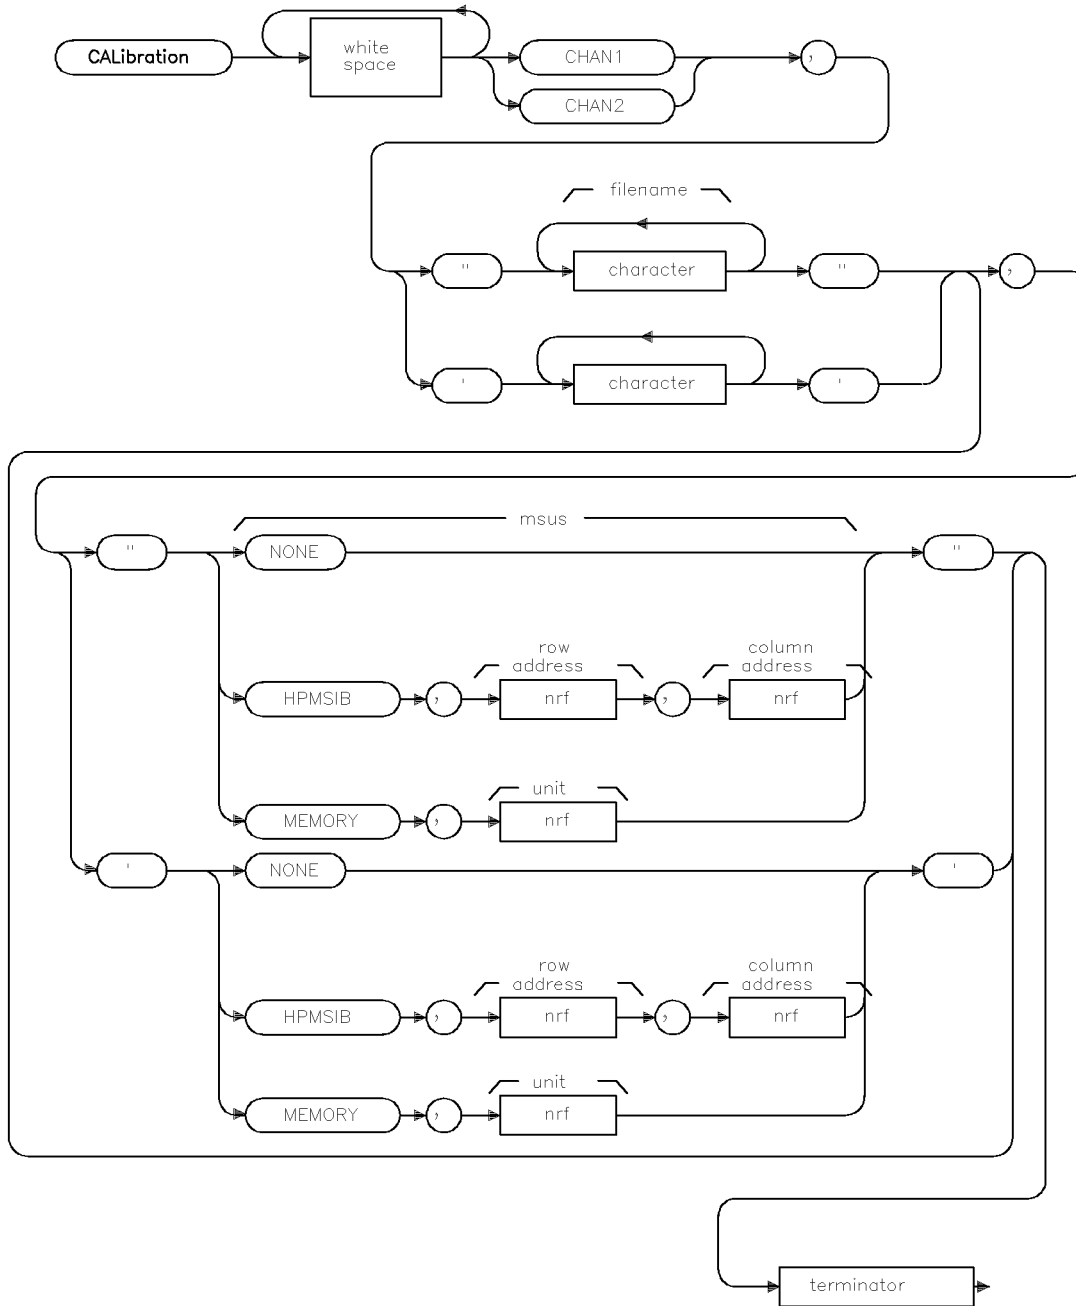 CALibration
white
space
CHAN1
,
CHAN2
filename
"
character
"
,
'
character
'
msus
"
NONE
"
row
address
column
address
HPMSIB
,
nrf
,
nrf
unit
MEMORY
,
nrf
'
NONE
'
row
address
column
address
HPMSIB
,
nrf
,
nrf
unit
MEMORY
,
nrf
terminator